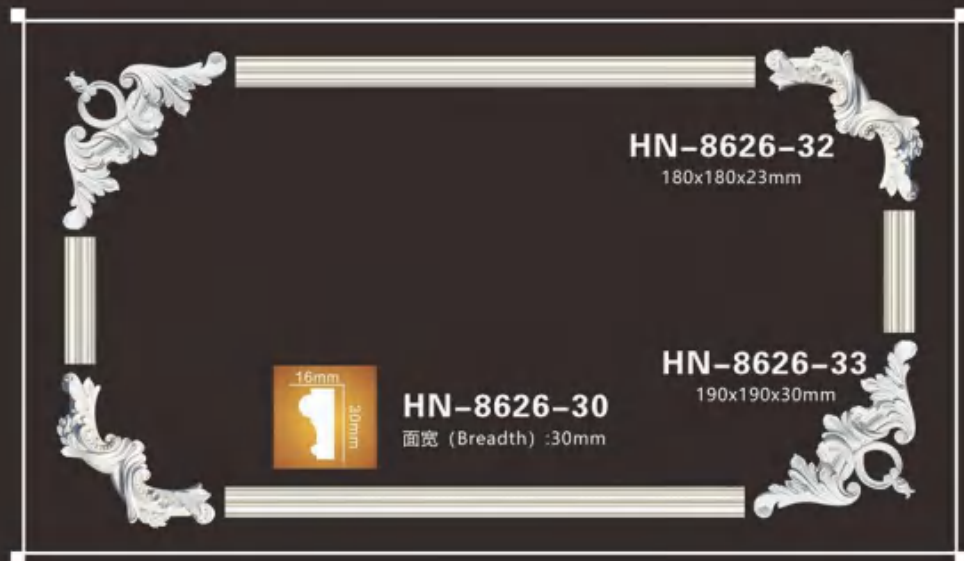 HN-8626-32
180x180x23mm
HN-8626-33
190x190x30mm
16mm
30mm
HN-8626-30
面宽 (Breadth) :30mm